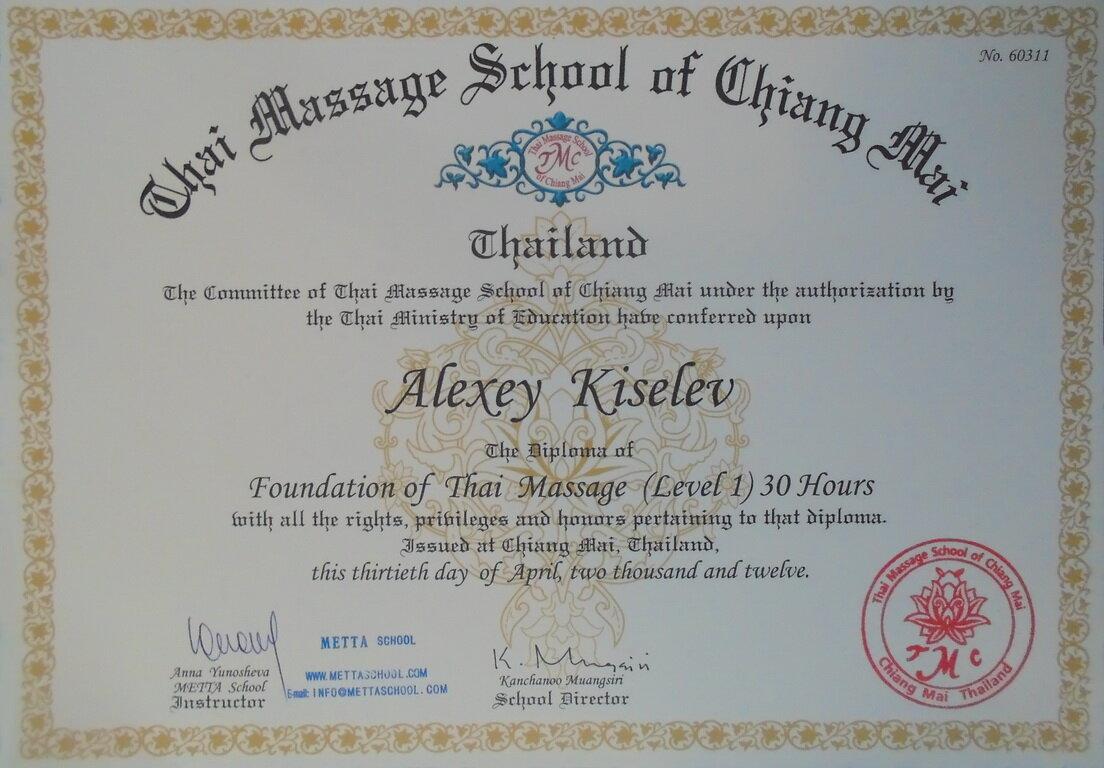 No. 60311
Thai Massage School of Chiang Mai
Thai Massage School
TMC
of Chiang Mai
Thailand
The Committee of Thai Massage School of Chiang Mai under the authorization by
the Thai Ministry of Education have conferred upon
Alexey Kiselev
The Diploma of
Foundation of Thai Massage (Level 1) 30 Hours
with all the rights, privileges and honors pertaining to that diploma.
Issued at Chiang Mai, Thailand,
this thirtieth day of April, two thousand and twelve.
Anna Yunosheva
METTA School
Instructor
METTA SCHOOL
WWW.METTASCHOOL.COM
E-mail: INFO@METTASCHOOL.COM
K. Muangsiri
Kanchanoo Muangsiri
School Director
Thai Massage School of Chiang Mai
TMC
Chiang Mai Thailand